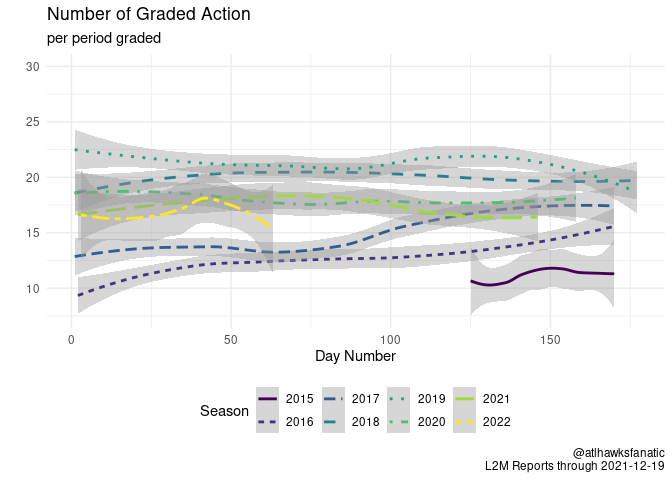 Number of Graded Action
per period graded
30
25
20
15
10
0 50 100 150
Day Number
Season
2015 2017 2019 2021
2016 2018 2020 2022
@atlhawksfanatic
L2M Reports through 2021-12-19